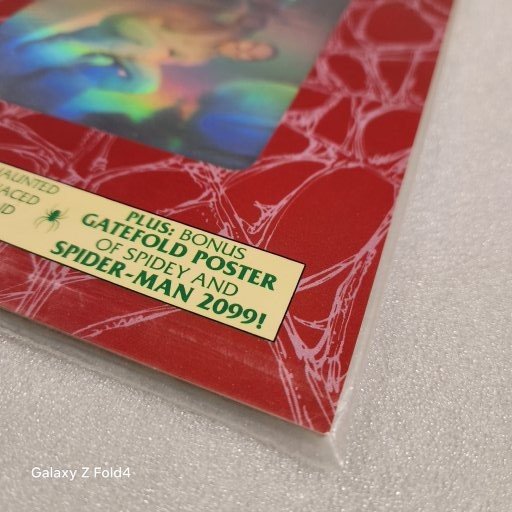 PLUS: BONUS
GATEFOLD POSTER
OF SPIDEY AND
SPIDER-MAN 2099!
Galaxy Z Fold4